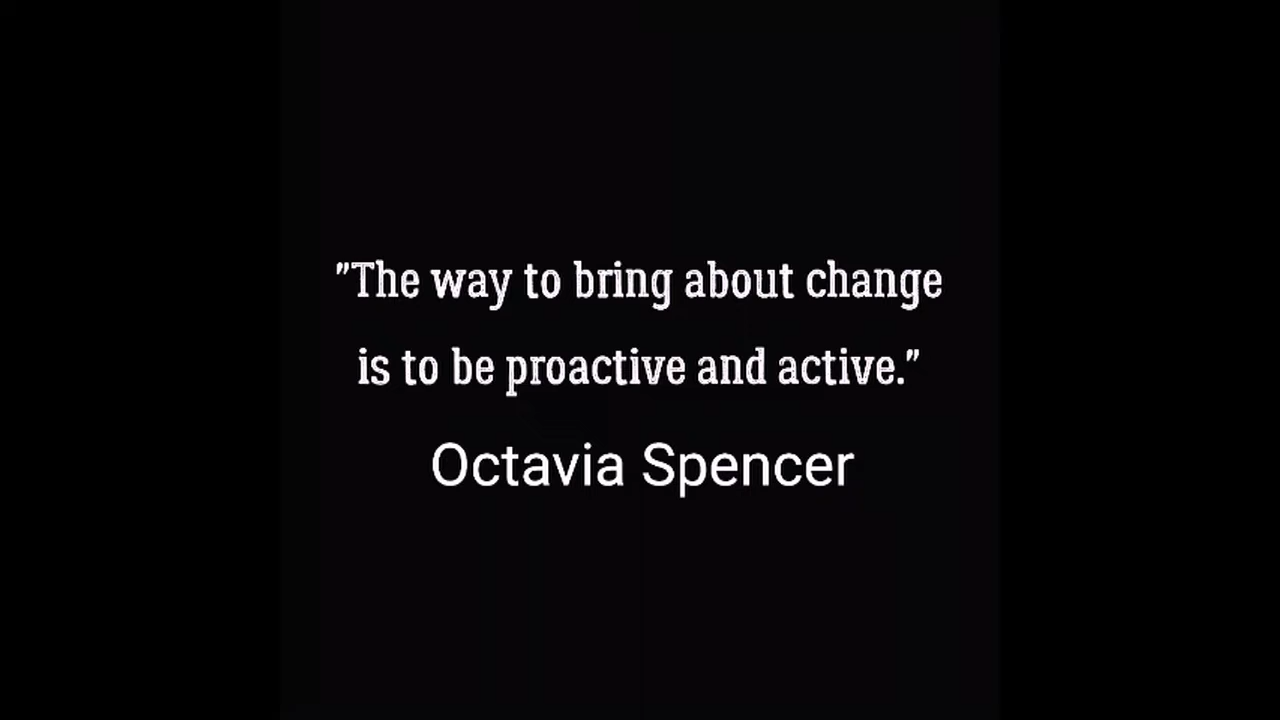 "The way to bring about change
is to be proactive and active."
Octavia Spencer